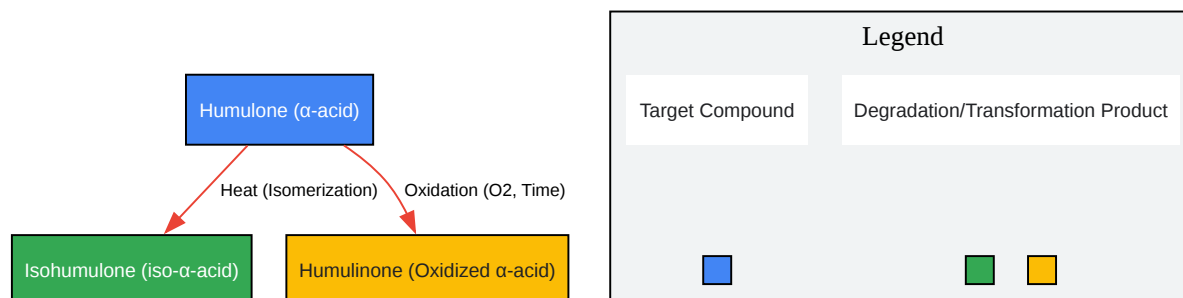 Legend
Humulone (α-acid)
Target Compound
Degradation/Transformation Product
Heat (Isomerization)
Oxidation (O2, Time)
Isohumulone (iso-α-acid)
Humulinone (Oxidized α-acid)